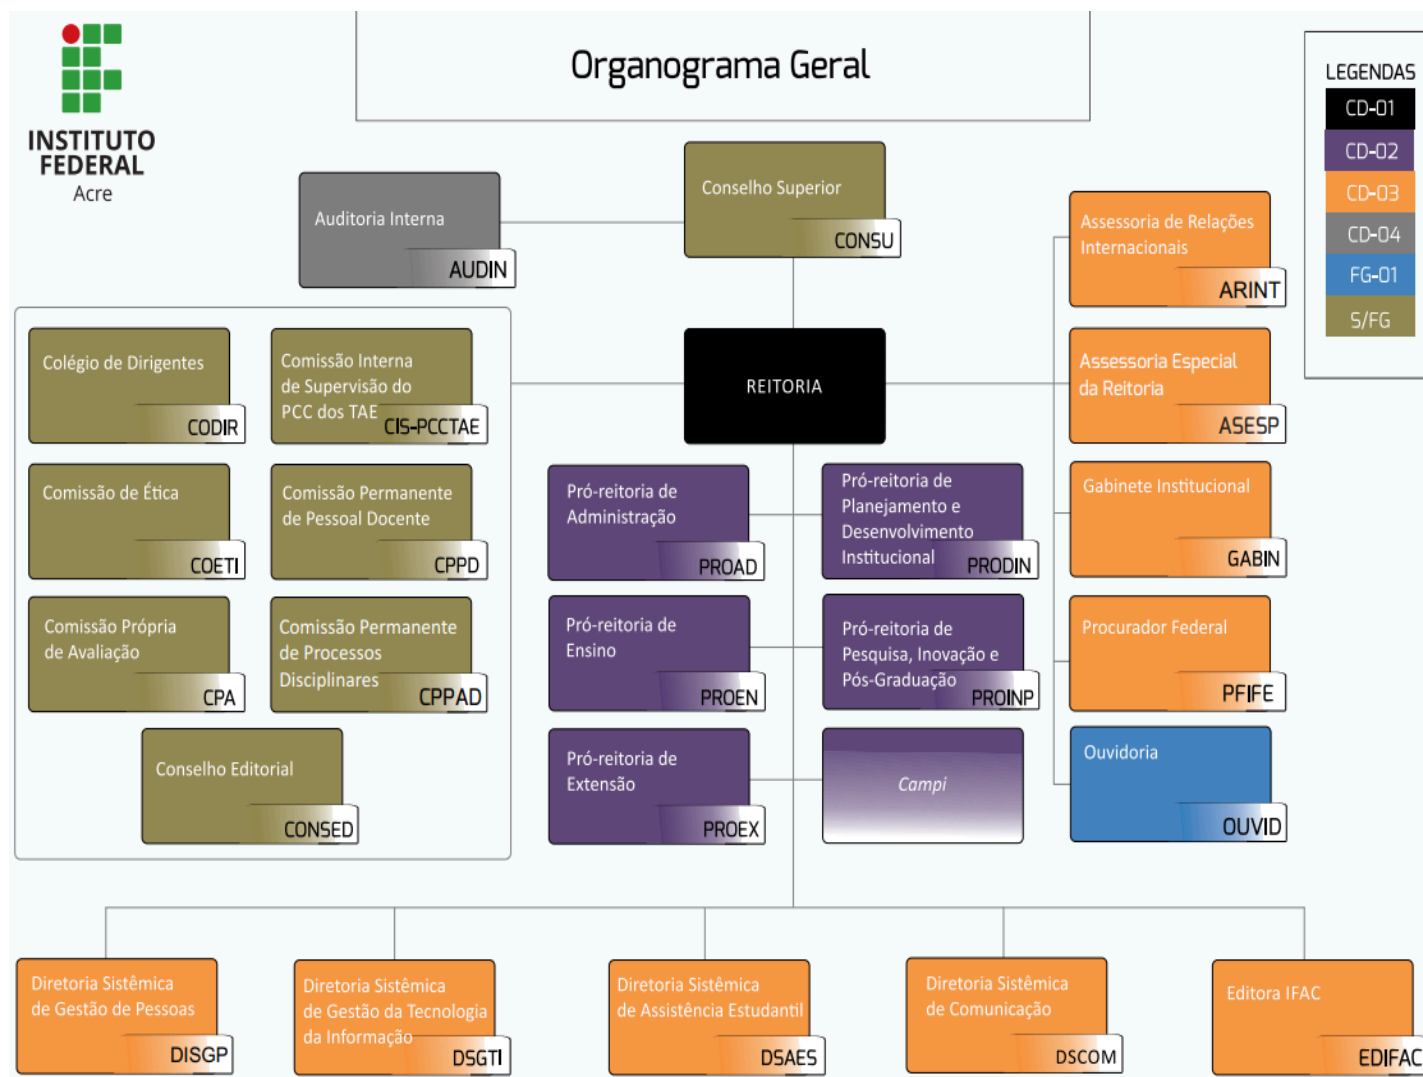 Organograma Geral
INSTITUTO
FEDERAL
Acre
LEGENDAS
CD-01
CD-02
CD-03
CD-04
FG-01
S/FG
Conselho Superior
CONSU
Auditoria Interna
AUDIN
Assessoria de Relações
Internacionais
ARINT
Colégio de Dirigentes
CODIR
Comissão Interna
de Supervisão do
PCC dos TAE
CIS-PCCTAE
REITORIA
Assessoria Especial
da Reitoria
ASESP
Comissão de Ética
COETI
Comissão Permanente
de Pessoal Docente
CPPD
Pró-reitoria de
Administração
PROAD
Pró-reitoria de
Planejamento e
Desenvolvimento
Institucional
PRODIN
Gabinete Institucional
GABIN
Comissão Própria
de Avaliação
CPA
Comissão Permanente
de Processos
Disciplinares
CPPAD
Pró-reitoria de
Ensino
PROEN
Pró-reitoria de
Pesquisa, Inovação e
Pós-Graduação
PROINP
Procurador Federal
PFIFE
Conselho Editorial
CONSED
Pró-reitoria de
Extensão
PROEX
Campi
Ouvidoria
OUVID
Diretoria Sistêmica
de Gestão de Pessoas
DISGP
Diretoria Sistêmica
de Gestão da Tecnologia
da Informação
DSGTI
Diretoria Sistêmica
de Assistência Estudantil
DSAES
Diretoria Sistêmica
de Comunicação
DSCOM
Editora IFAC
EDIFAC